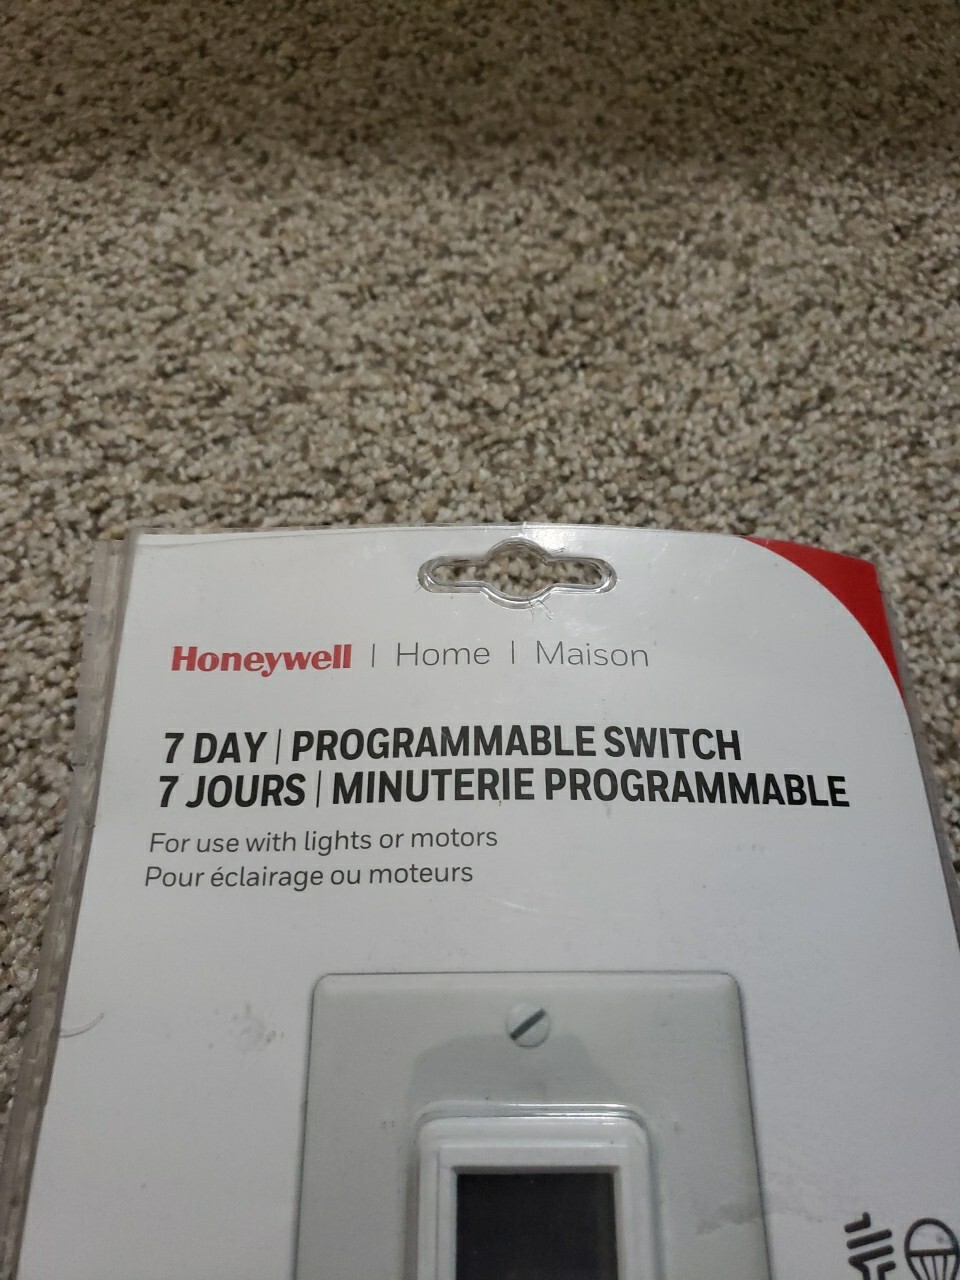 Honeywell | Home | Maison
7 DAY | PROGRAMMABLE SWITCH
7 JOURS | MINUTERIE PROGRAMMABLE
For use with lights or motors
Pour éclairage ou moteurs